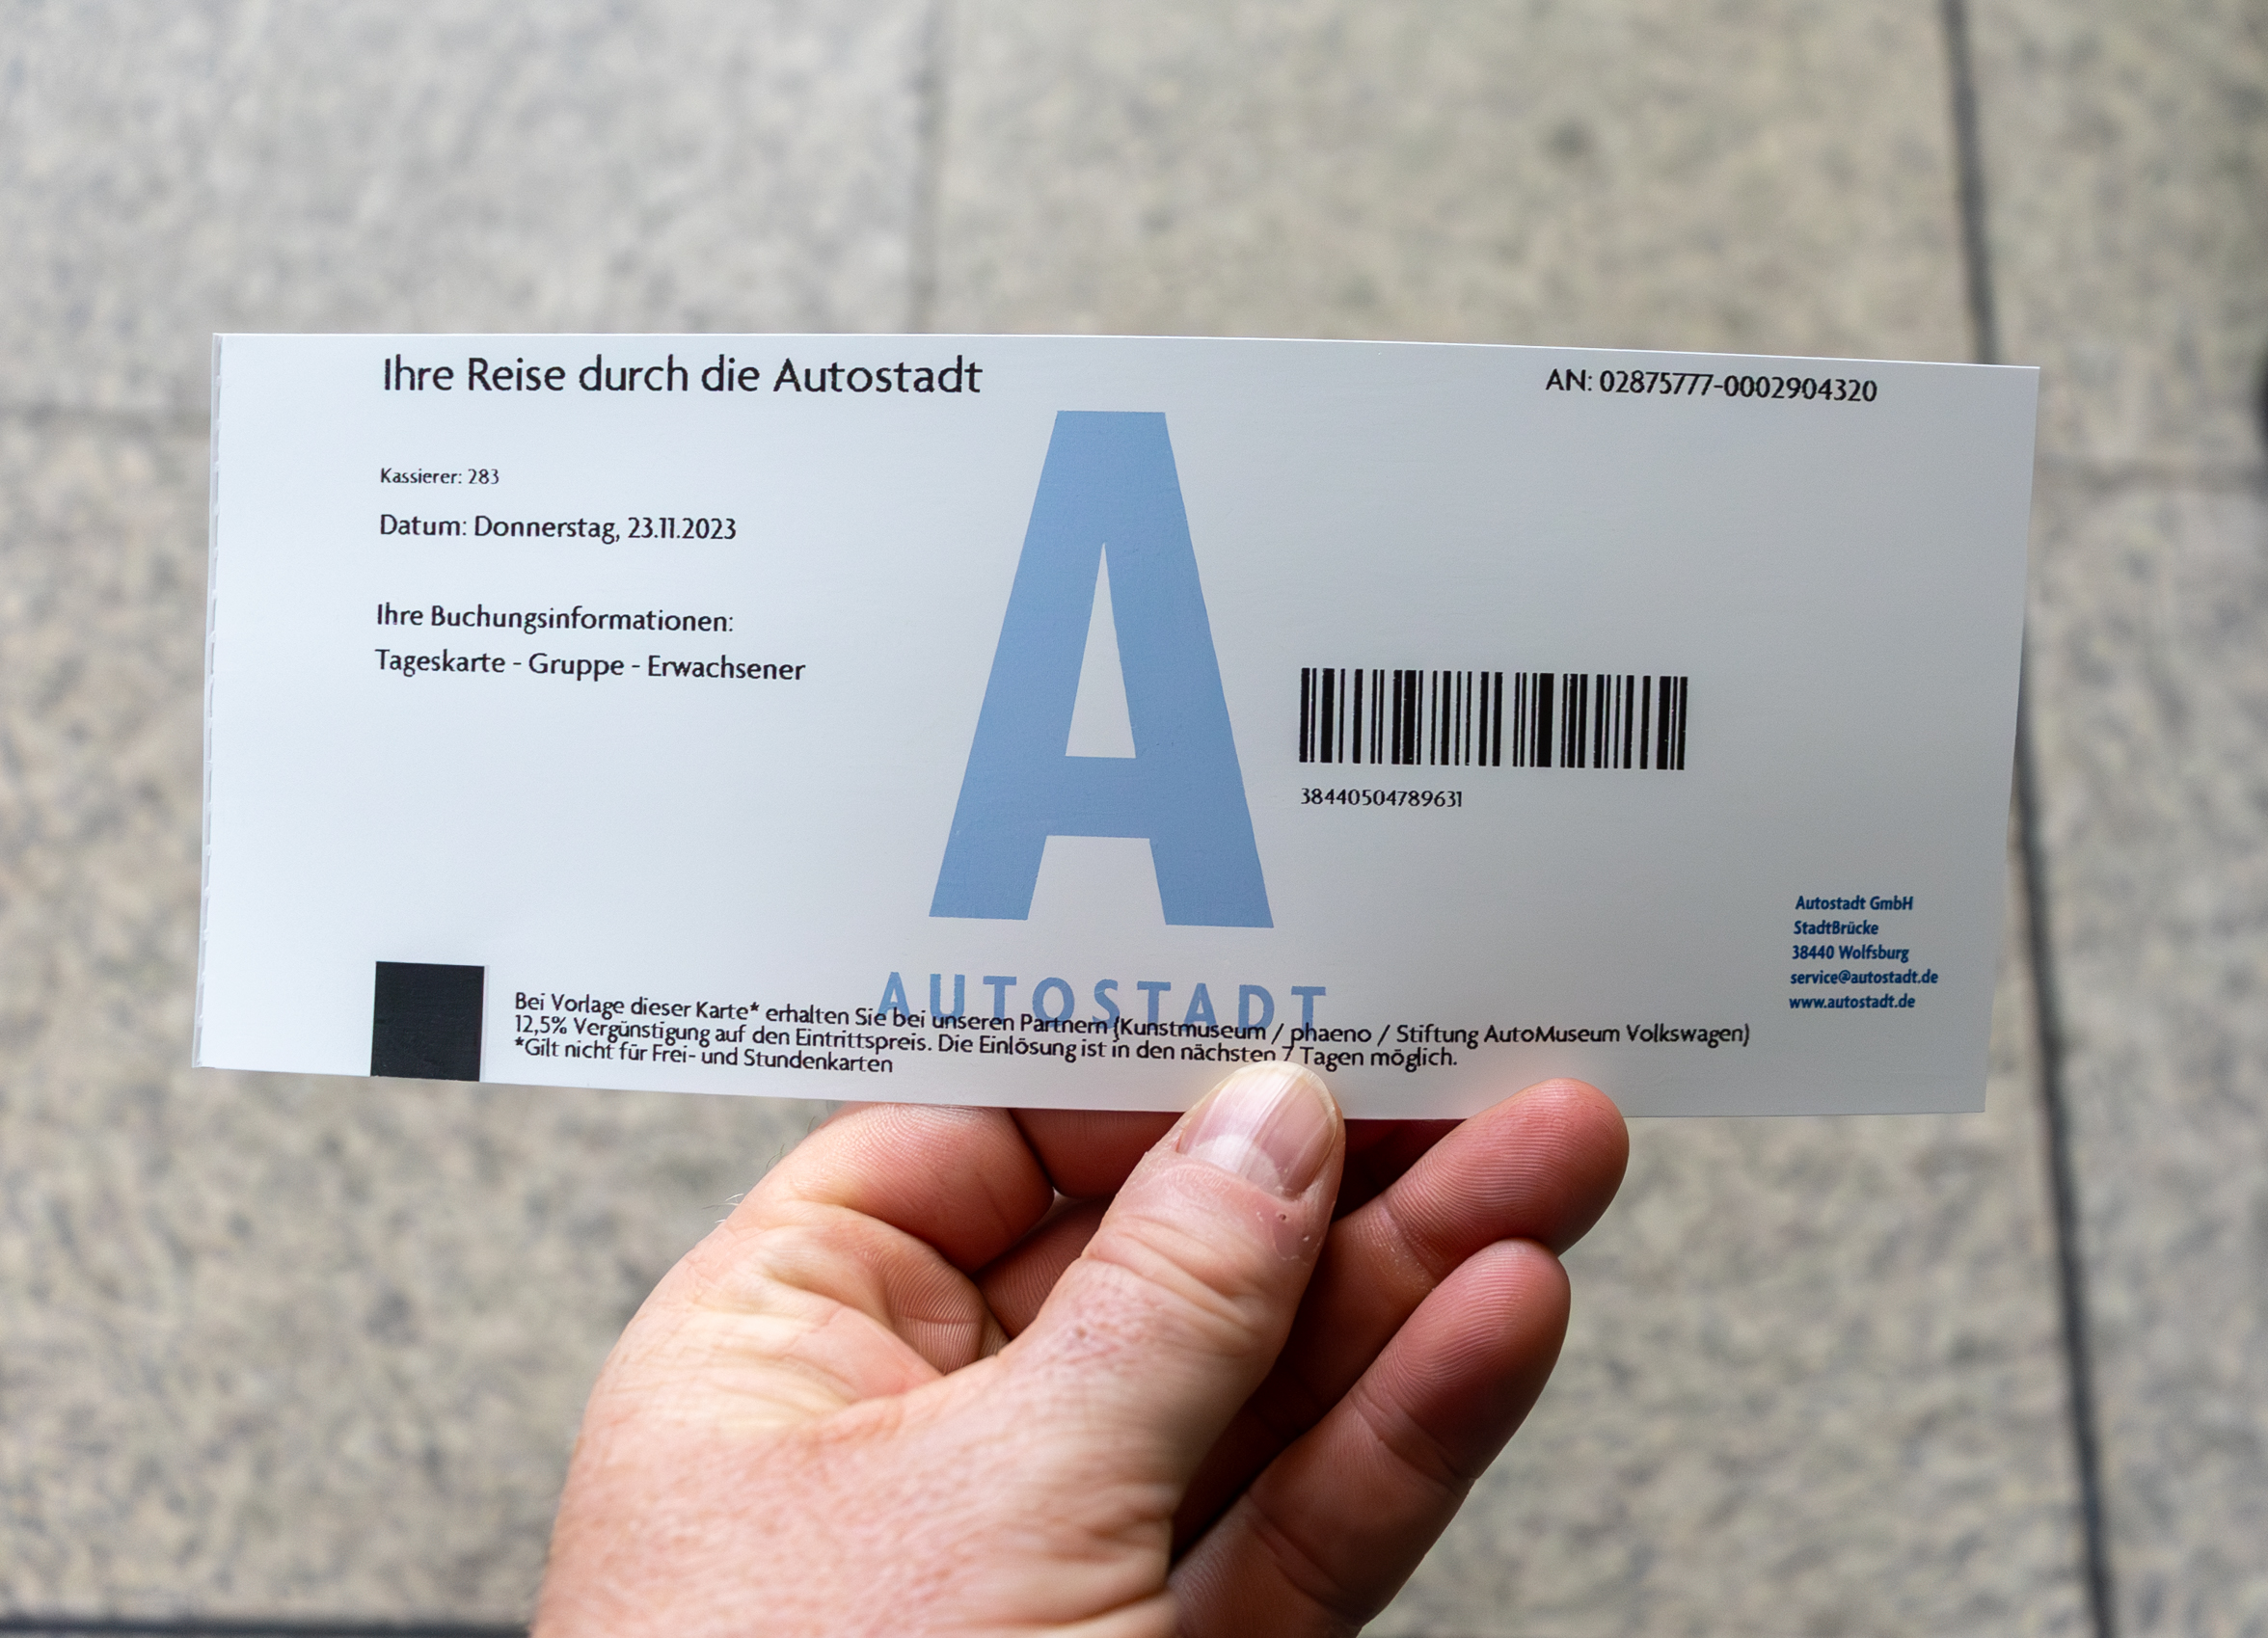 Ihre Reise durch die Autostadt
AN: 02875777-0002904320
Kassierer: 283
Datum: Donnerstag, 23.11.2023
Ihre Buchungsinformationen:
Tageskarte - Gruppe - Erwachsener
A
38440504789631
AUTOSTADT
Autostadt GmbH
StadtBrücke
38440 Wolfsburg
service@autostadt.de
www.autostadt.de
Bei Vorlage dieser Karte* erhalten Sie bei unseren Partnern (Kunstmuseum / phaeno / Stiftung AutoMuseum Volkswagen)
12,5% Vergünstigung auf den Eintrittspreis. Die Einlösung ist in den nächsten 7 Tagen möglich.
*Gilt nicht für Frei- und Stundenkarten